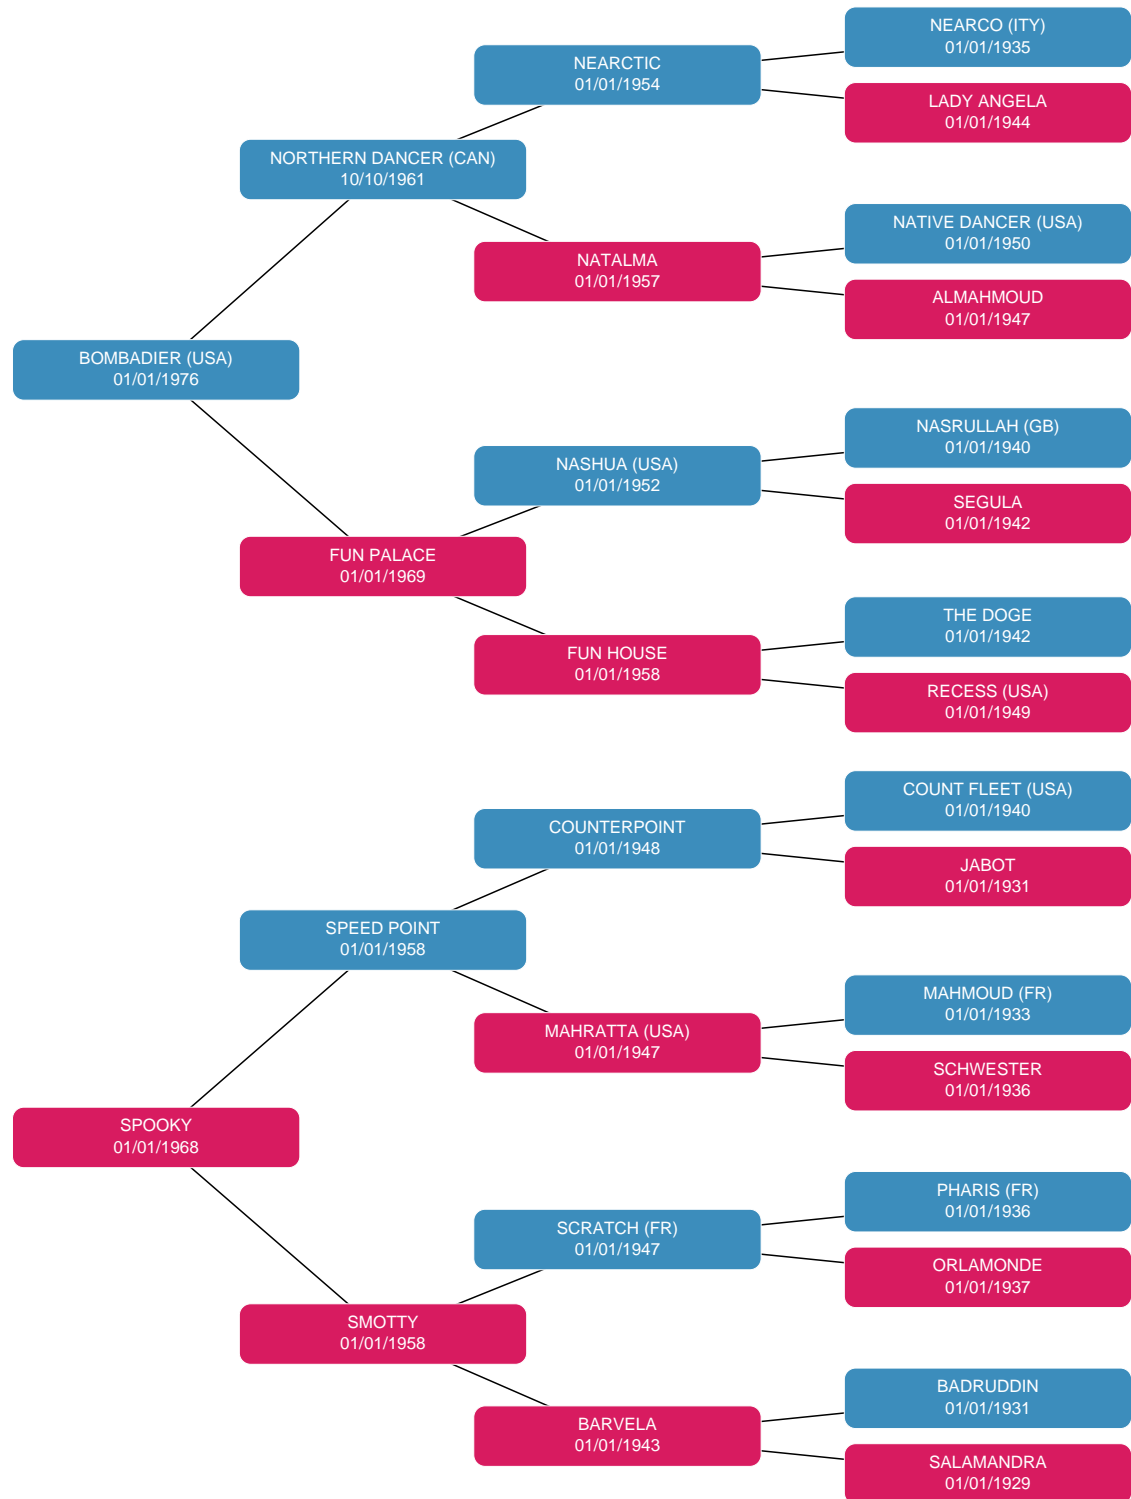 NEARCO (ITY)
01/01/1935
NEARCTIC
01/01/1954
LADY ANGELA
01/01/1944
NORTHERN DANCER (CAN)
10/10/1961
NATIVE DANCER (USA)
01/01/1950
NATALMA
01/01/1957
ALMAHMOUD
01/01/1947
BOMBADIER (USA)
01/01/1976
NASRULLAH (GB)
01/01/1940
NASHUA (USA)
01/01/1952
SEGULA
01/01/1942
FUN PALACE
01/01/1969
THE DOGE
01/01/1942
FUN HOUSE
01/01/1958
RECESS (USA)
01/01/1949
COUNT FLEET (USA)
01/01/1940
COUNTERPOINT
01/01/1948
JABOT
01/01/1931
SPEED POINT
01/01/1958
MAHMOUD (FR)
01/01/1933
MAHRATTA (USA)
01/01/1947
SCHWESTER
01/01/1936
SPOOKY
01/01/1968
PHARIS (FR)
01/01/1936
SCRATCH (FR)
01/01/1947
ORLAMONDE
01/01/1937
SMOTTY
01/01/1958
BADRUDDIN
01/01/1931
BARVELA
01/01/1943
SALAMANDRA
01/01/1929